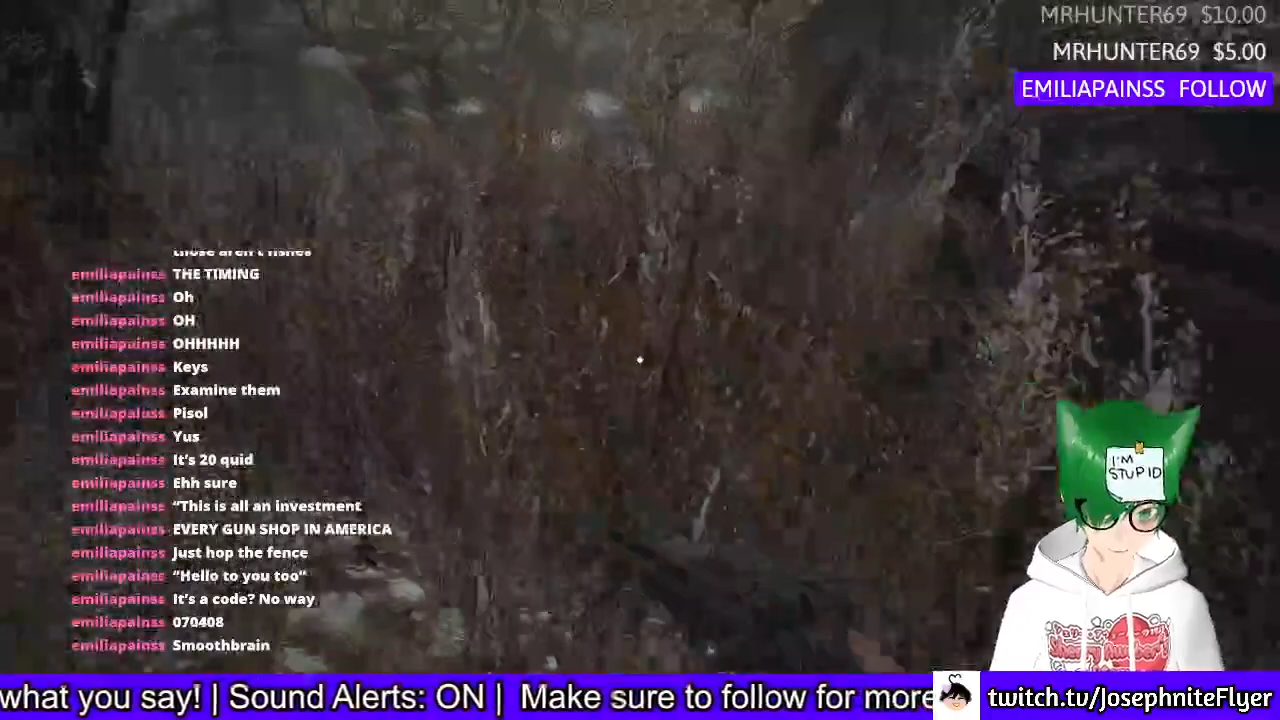 MRHUNTER69 $10.00
MRHUNTER69 $5.00
EMILIAPAINSS FOLLOW
those aren't fishes
emiliapainss THE TIMING
emiliapainss Oh
emiliapainss OH
emiliapainss OHHHHH
emiliapainss Keys
emiliapainss Examine them
emiliapainss Pisol
emiliapainss Yus
emiliapainss It's 20 quid
emiliapainss Ehh sure
emiliapainss “This is all an investment
emiliapainss EVERY GUN SHOP IN AMERICA
emiliapainss Just hop the fence
emiliapainss “Hello to you too“
emiliapainss It's a code? No way
emiliapainss 070408
emiliapainss Smoothbrain
I'M
STUPID
what you say! | Sound Alerts: ON | Make sure to follow for more
twitch.tv/JosephniteFlyer